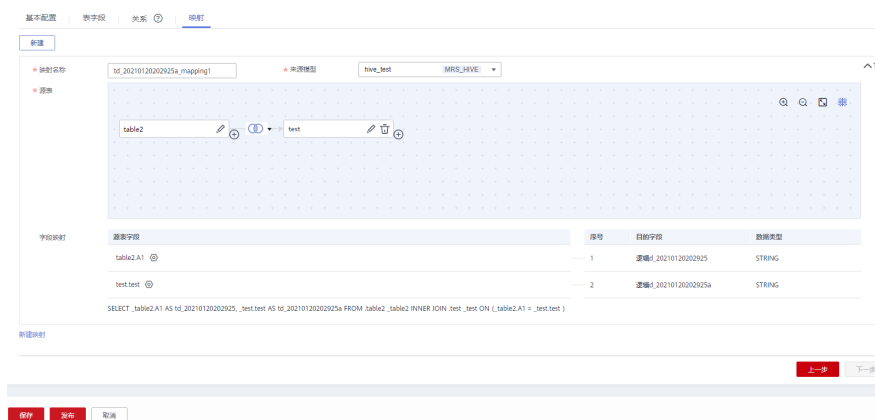 基本配置 表字段 关系 ? 映射
新建
* 映射名称 td_20210120202925a_mapping1 * 来源模型 hive_test MRS_HIVE
* 源表
table2 test
字段映射 源表字段 序号 目的字段 数据类型
table2.A1 1 td_20210120202925 STRING
test.test 2 td_20210120202925a STRING
SELECT _table2.A1 AS td_20210120202925, _test.test AS td_20210120202925a FROM .table2 _table2 INNER JOIN .test _test ON (_table2.A1 = _test.test )
新建映射
上一步 下一步
保存 发布 取消